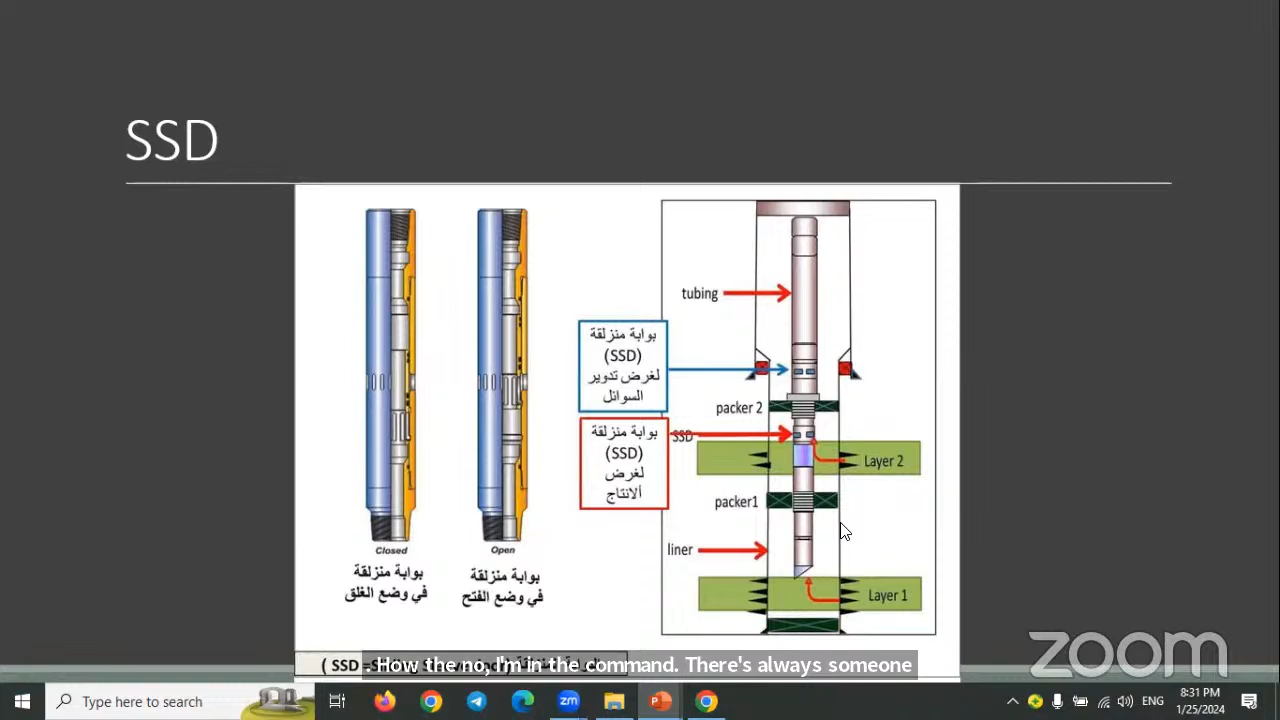 SSD
tubing
بوابة منزلقة
(SSD)
لغرض تدوير
السوائل
packer 2
بوابة منزلقة
(SSD)
لغرض
ألانتاج
SSD
Layer 2
packer1
liner
Layer 1
Closed
Open
بوابة منزلقة
في وضع الغلق
بوابة منزلقة
في وضع الفتح
( SSD =
How the no, I'm in the command. There's always someone
zoom
Type here to search
zm
ENG
8:31 PM
1/25/2024